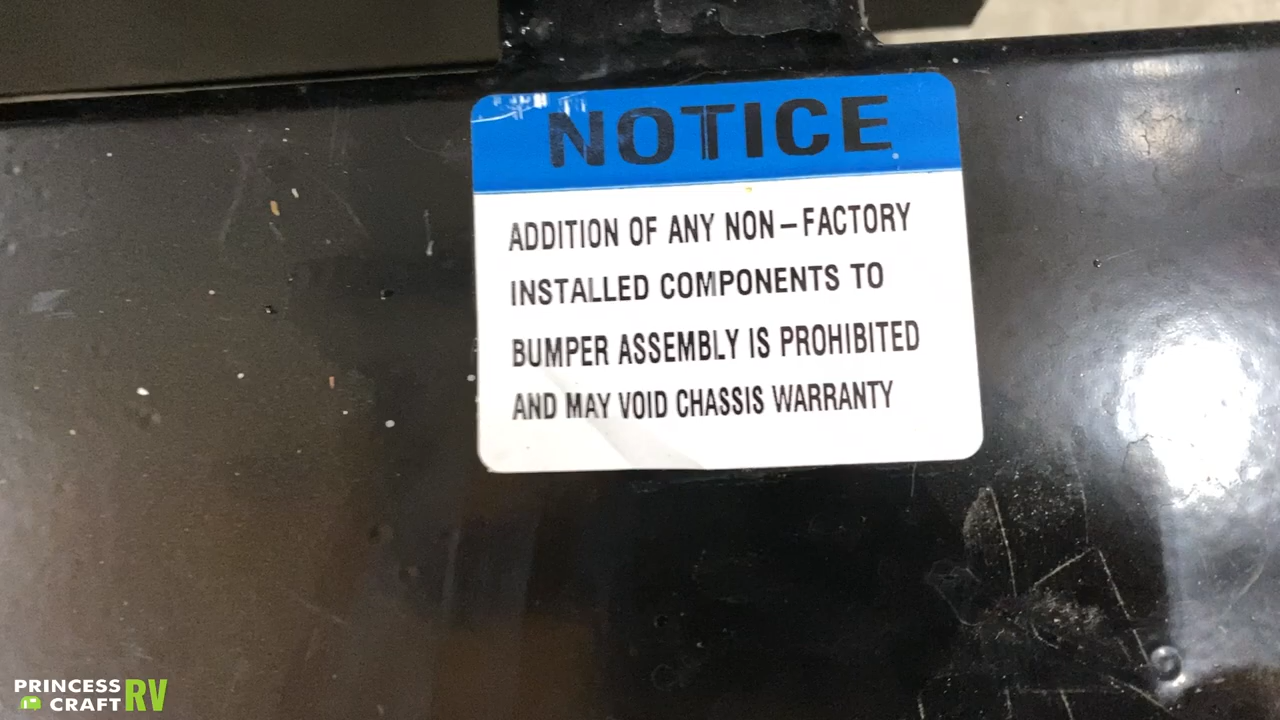 NOTICE
ADDITION OF ANY NON-FACTORY
INSTALLED COMPONENTS TO
BUMPER ASSEMBLY IS PROHIBITED
AND MAY VOID CHASSIS WARRANTY
PRINCESS
CRAFT RV